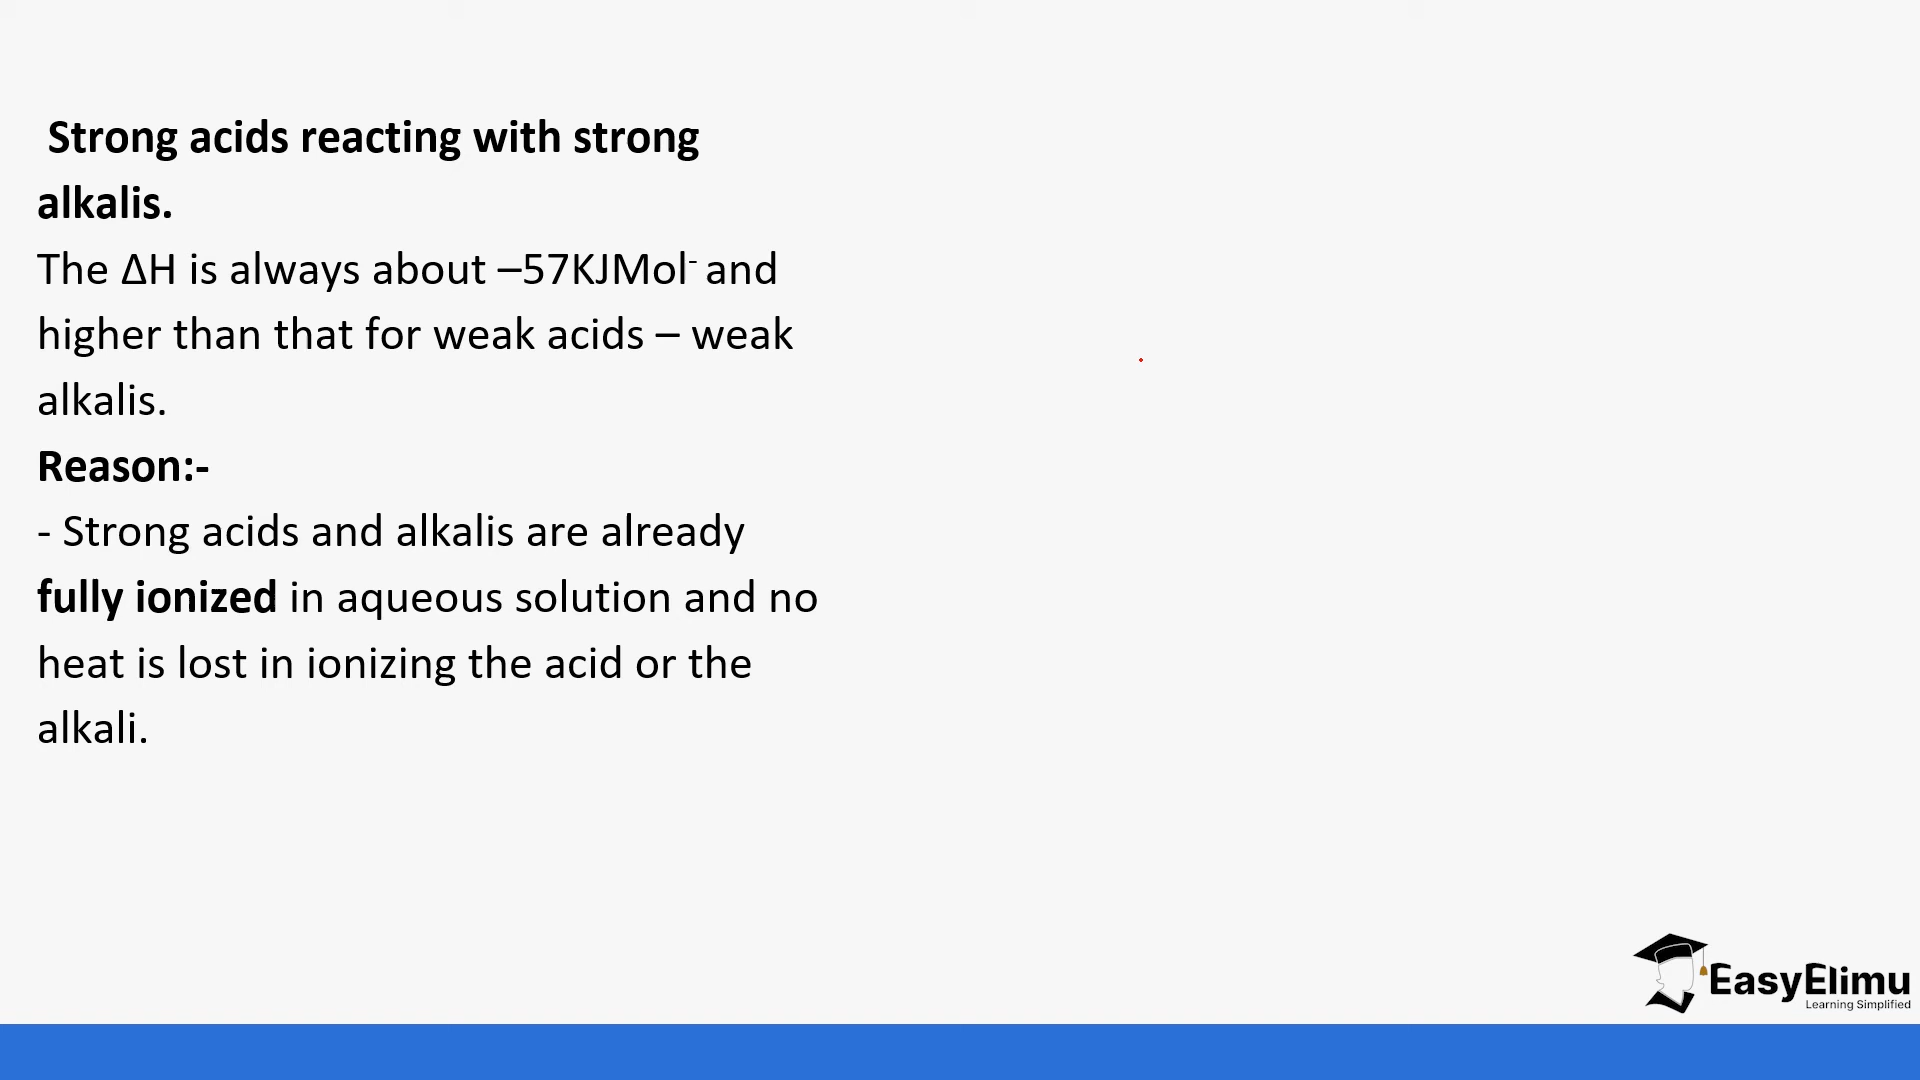 Strong acids reacting with strong
alkalis.
The ΔH is always about –57KJMol⁻ and
higher than that for weak acids – weak
alkalis.
Reason:-
- Strong acids and alkalis are already
fully ionized in aqueous solution and no
heat is lost in ionizing the acid or the
alkali.
EasyElimu
Learning Simplified